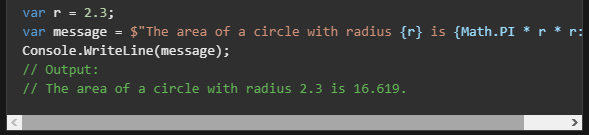 var r = 2.3;
var message = $"The area of a circle with radius {r} is {Math.PI * r * r:
Console.WriteLine(message);
// Output:
// The area of a circle with radius 2.3 is 16.619.